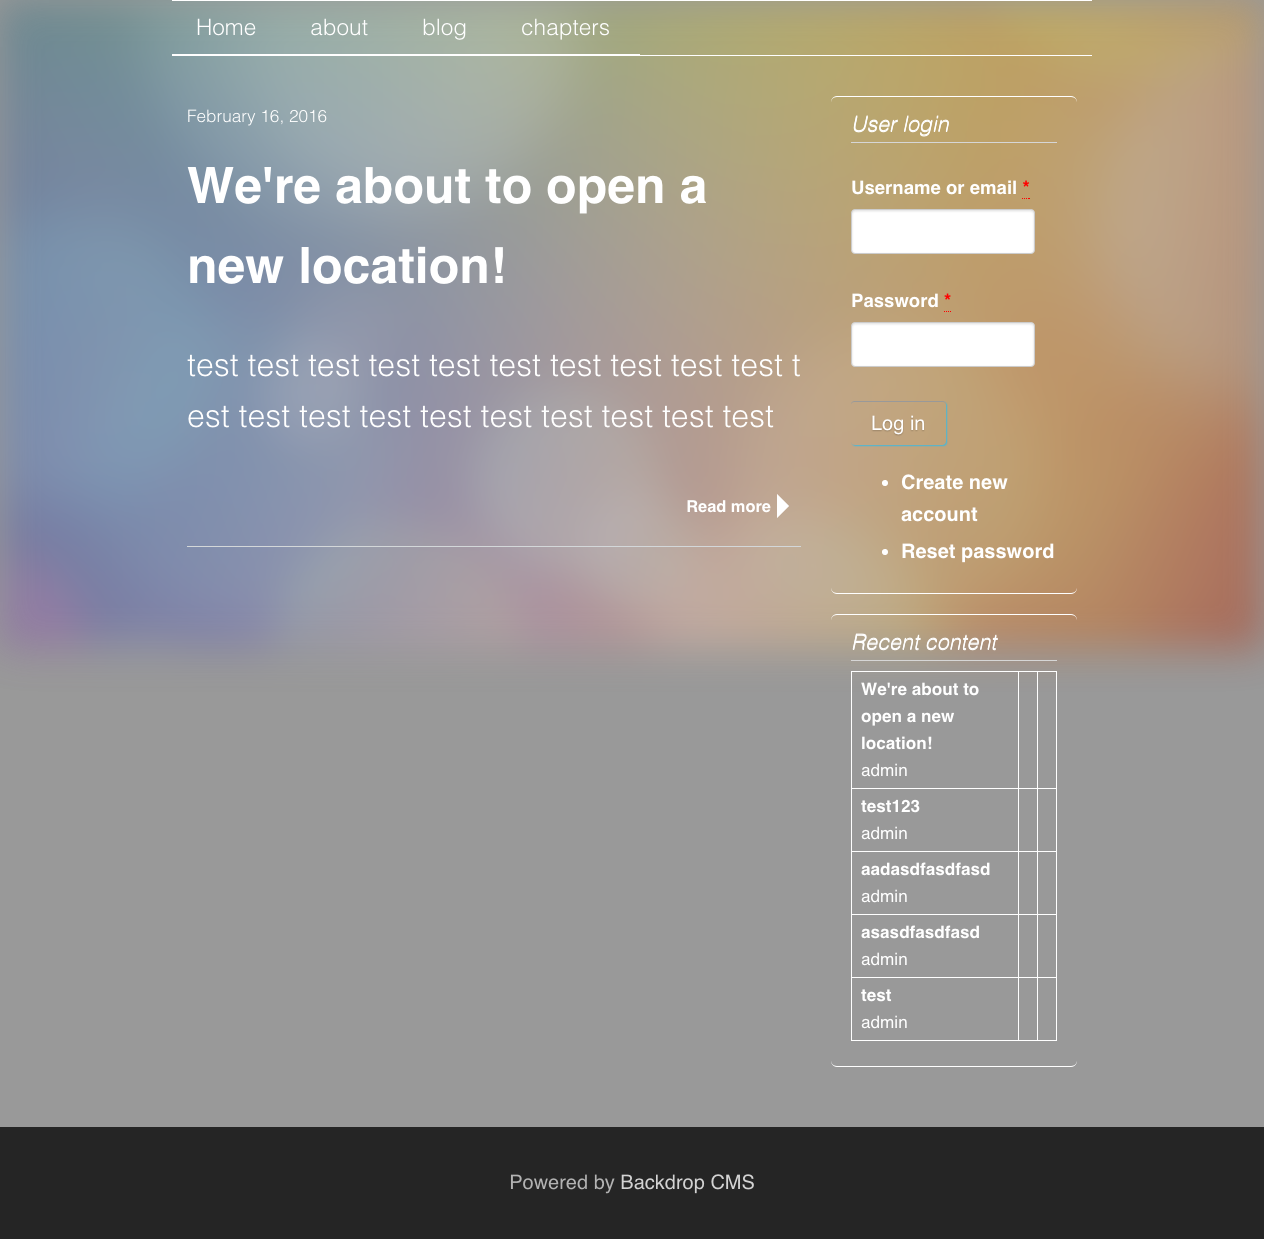 Home about blog chapters
February 16, 2016
We're about to open a
new location!
test test test test test test test test test test t
est test test test test test test test test test
Read more
User login
Username or email *
Password *
Log in
Create new
account
Reset password
Recent content
We're about to
open a new
location!
admin
test123
admin
aadasdfasdfasd
admin
asasdfasdfasd
admin
test
admin
Powered by Backdrop CMS